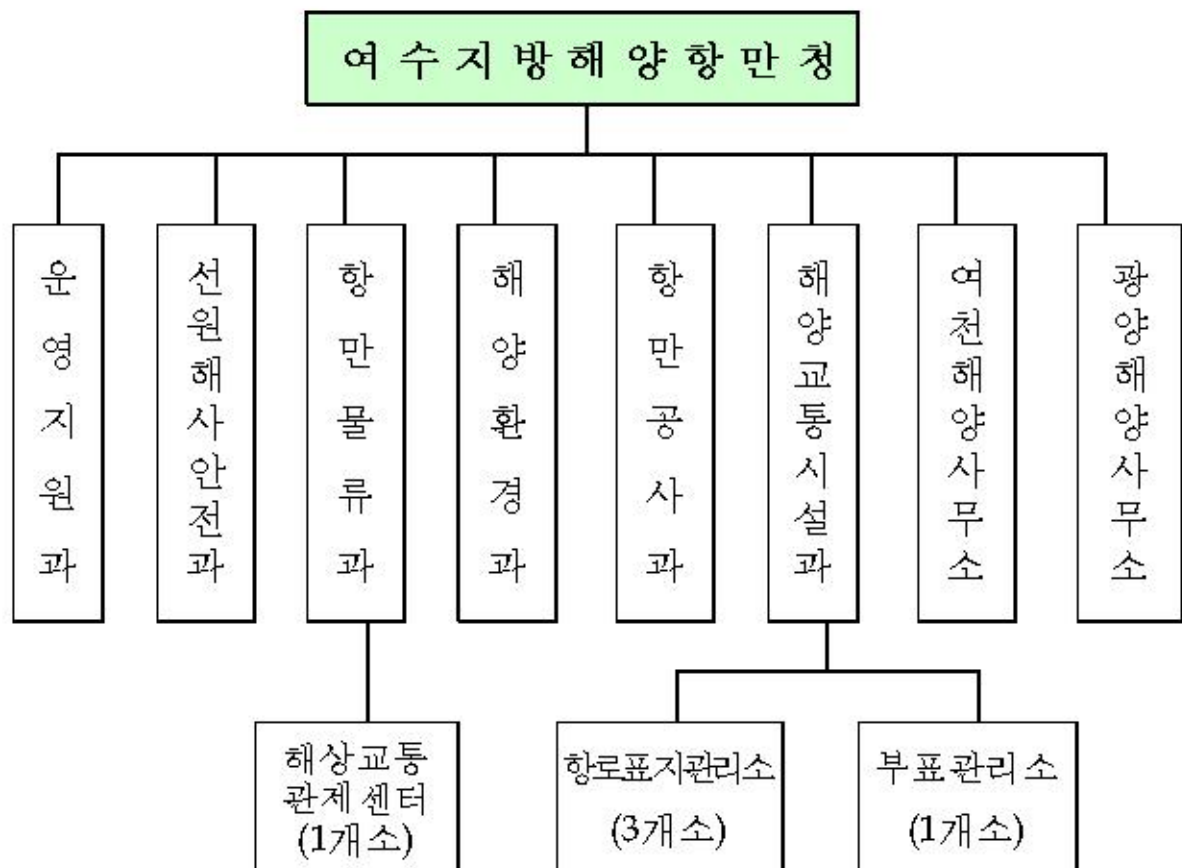 여수지방해양항만청
운영지원과
선원해사안전과
항만물류과
해양환경과
항만공사과
해양교통시설과
여천해양사무소
광양해양사무소
해상교통
관제센터
(1개소)
항로표지관리소
(3개소)
부표관리소
(1개소)